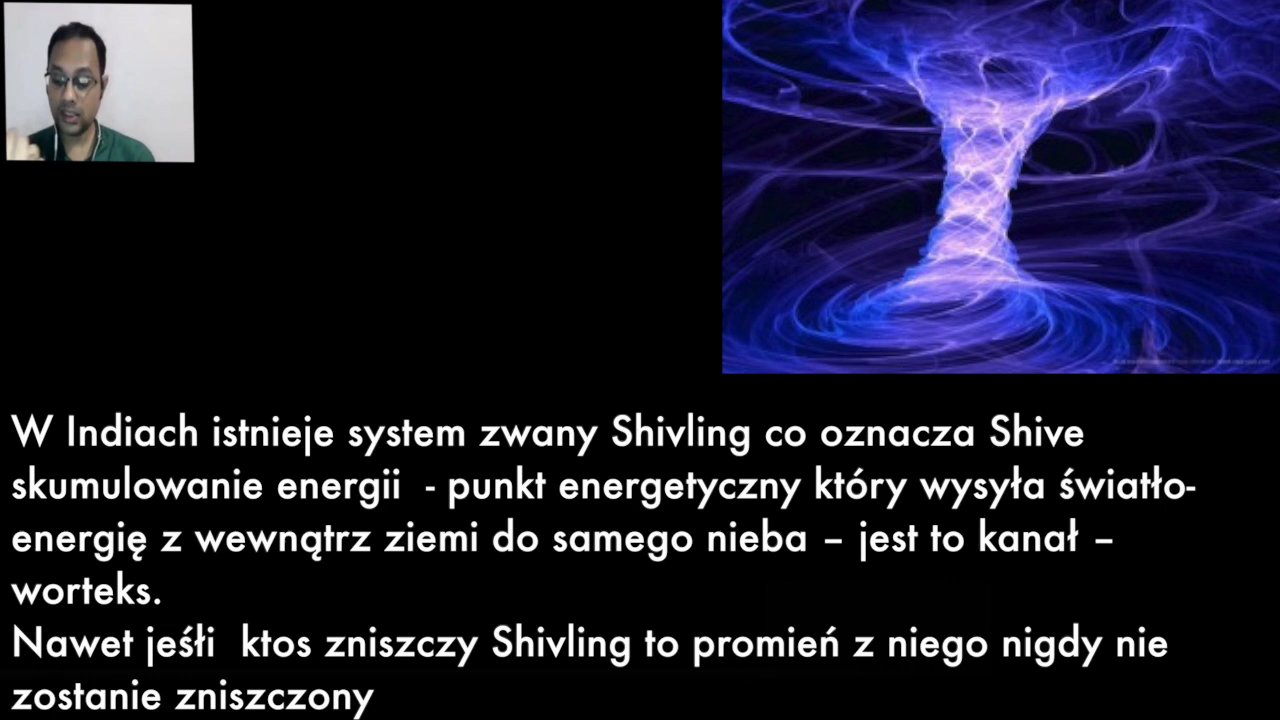 W Indiach istnieje system zwany Shivling co oznacza Shive
skumulowanie energii - punkt energetyczny który wysyła światło-
energię z wewnątrz ziemi do samego nieba – jest to kanał –
worteks.
Nawet jeśłi ktos zniszczy Shivling to promień z niego nigdy nie
zostanie zniszczony